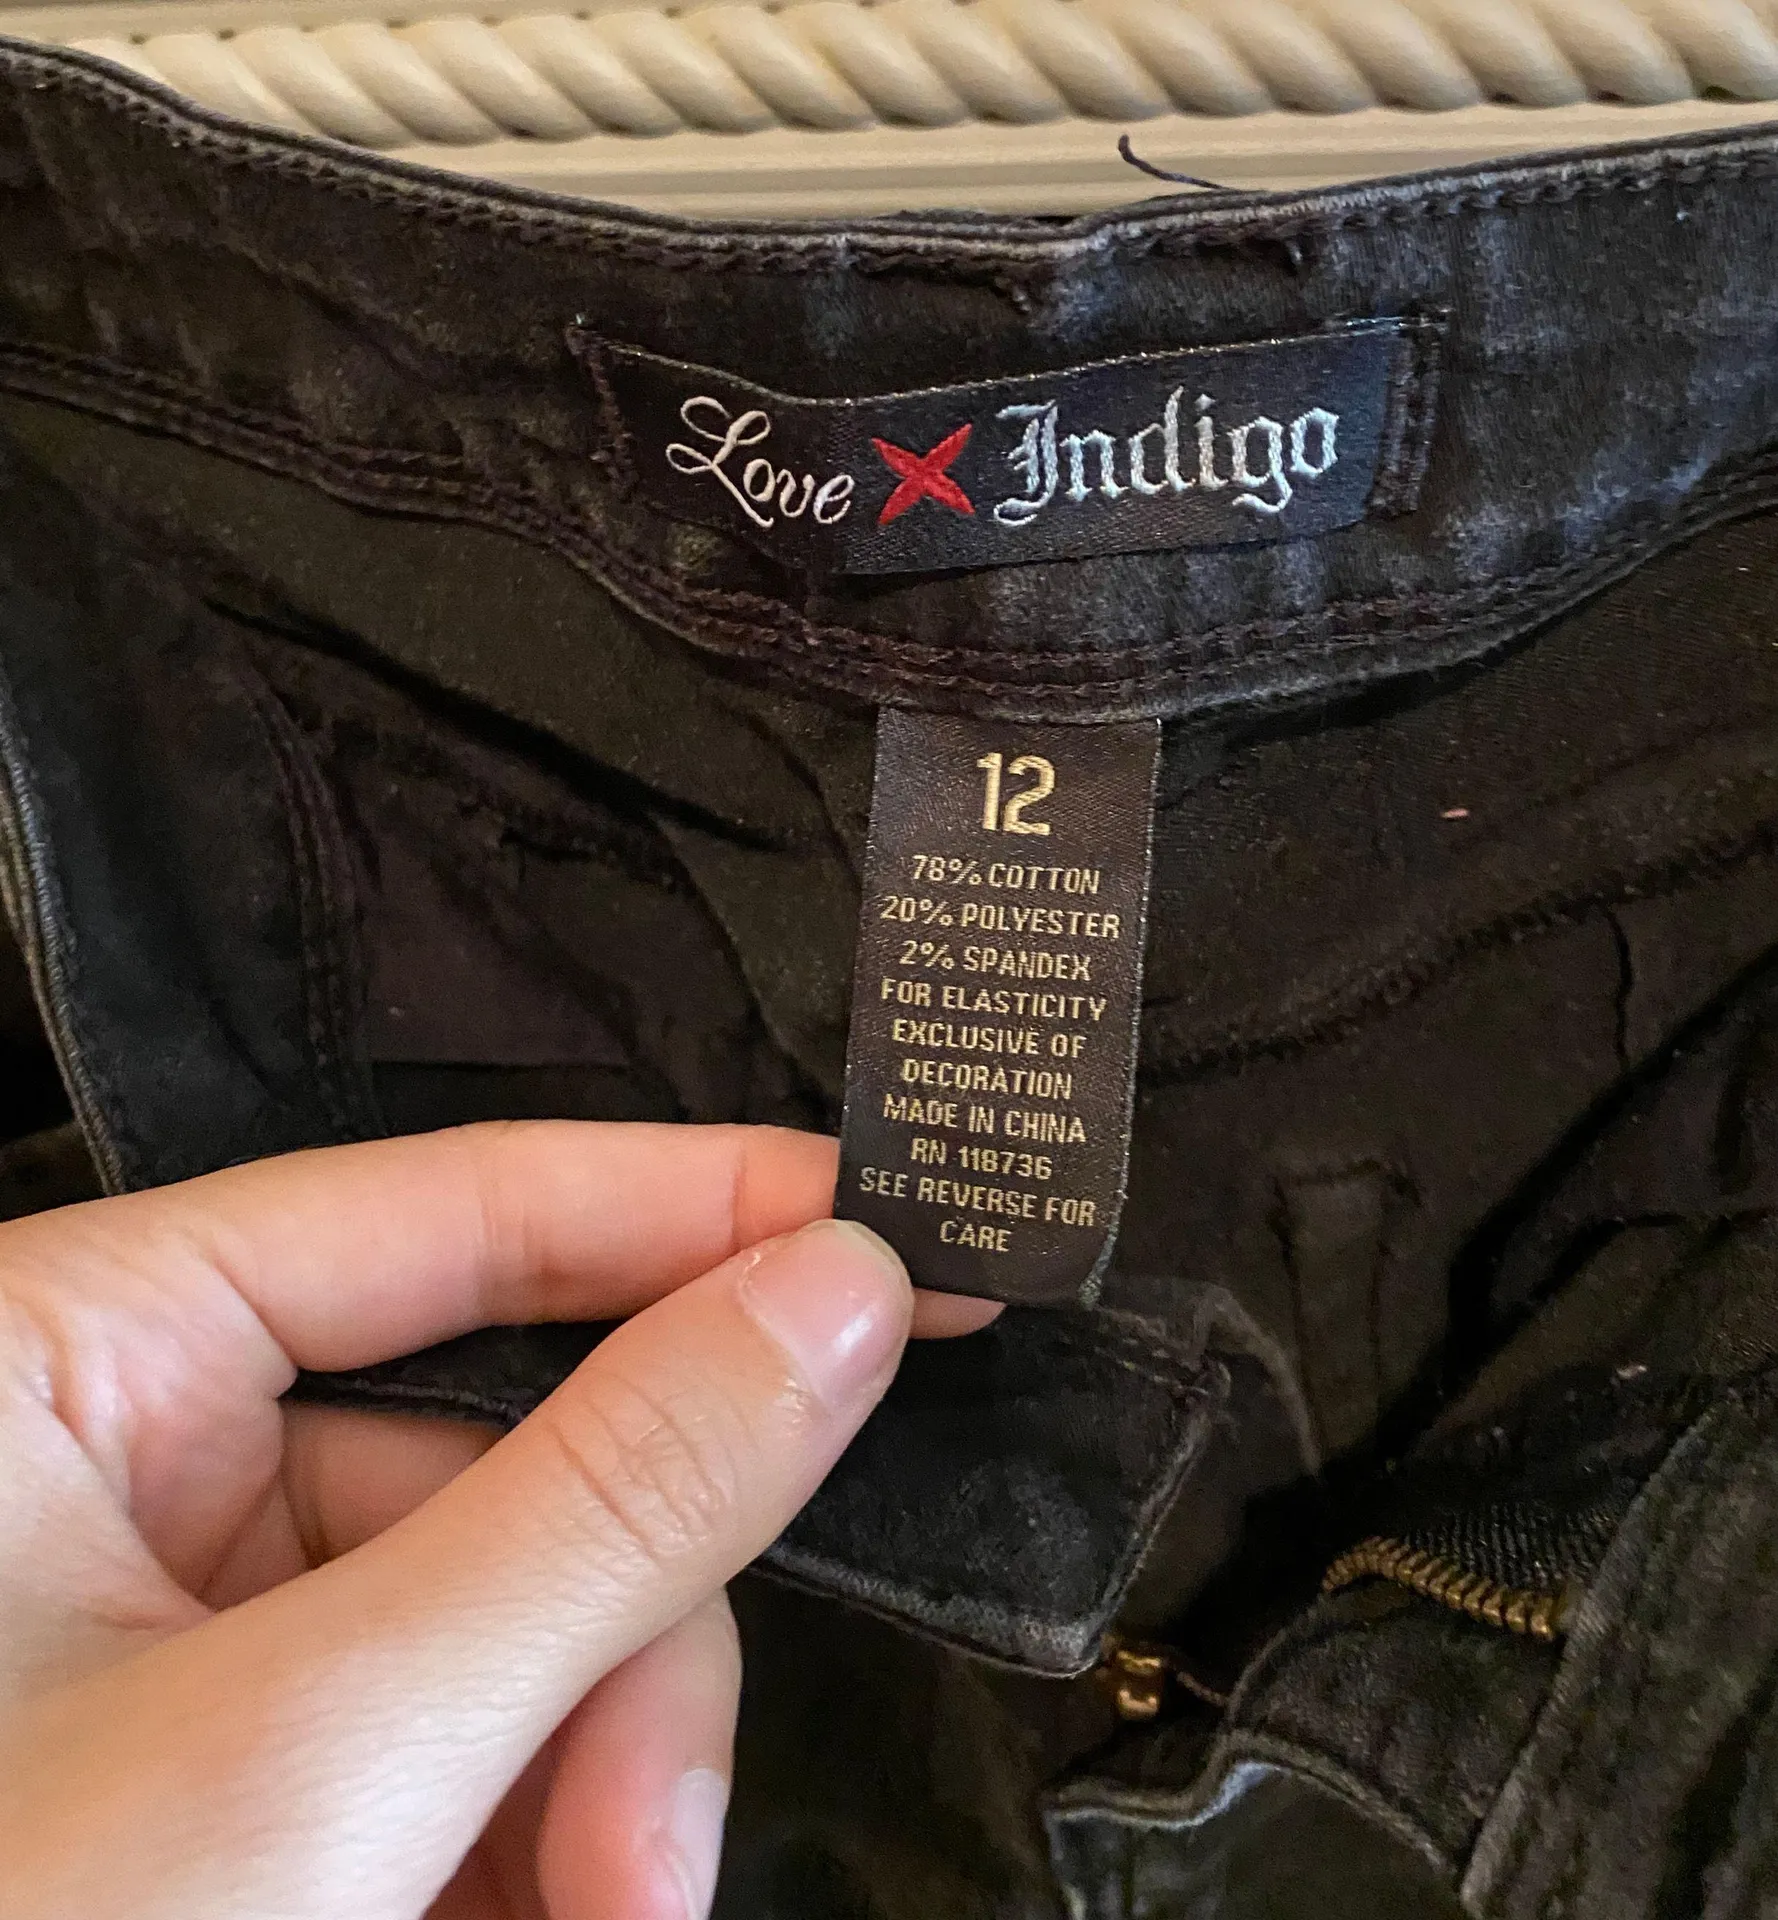 Love X Indigo
12
78% COTTON
20% POLYESTER
2% SPANDEX
FOR ELASTICITY
EXCLUSIVE OF
DECORATION
MADE IN CHINA
RN 118736
SEE REVERSE FOR
CARE